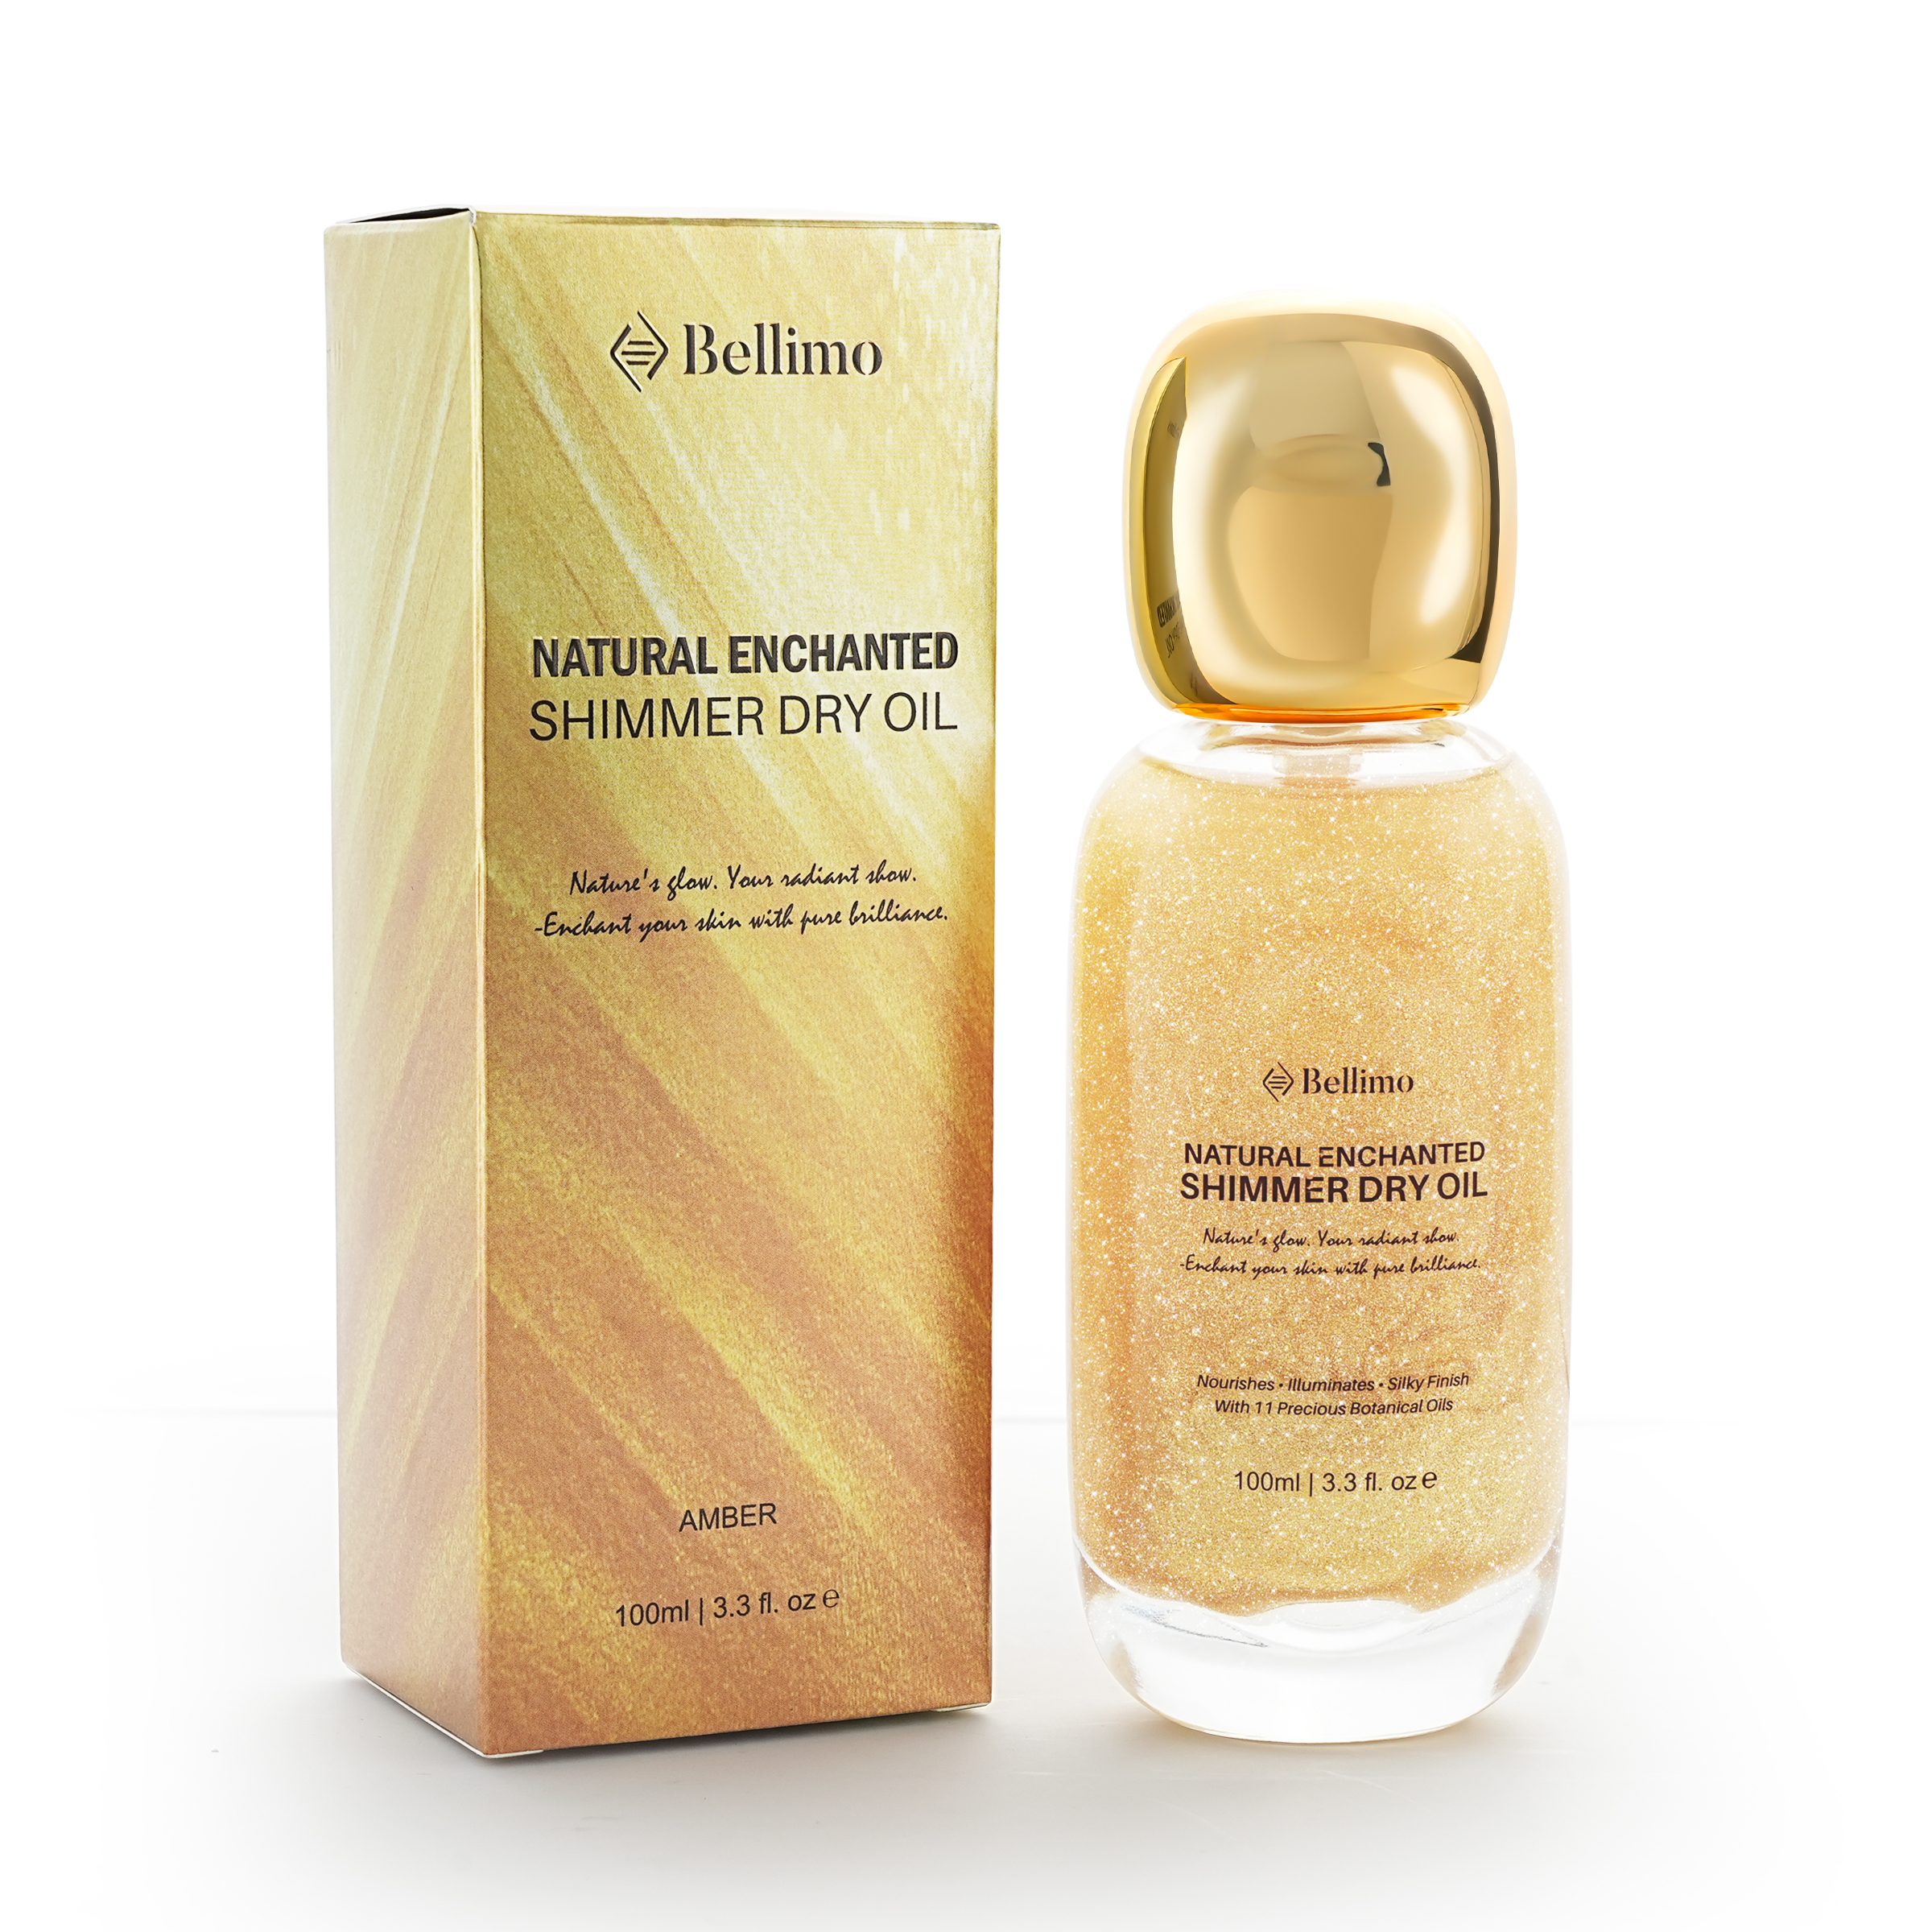 Bellimo
NATURAL ENCHANTED
SHIMMER DRY OIL
Nature's glow. Your radiant show.
-Enchant your skin with pure brilliance.
AMBER
100ml | 3.3 fl. oz ℮
Bellimo
NATURAL ENCHANTED
SHIMMER DRY OIL
Nature's glow. Your radiant show.
-Enchant your skin with pure brilliance.
Nourishes • Illuminates • Silky Finish
With 11 Precious Botanical Oils
100ml | 3.3 fl. oz ℮